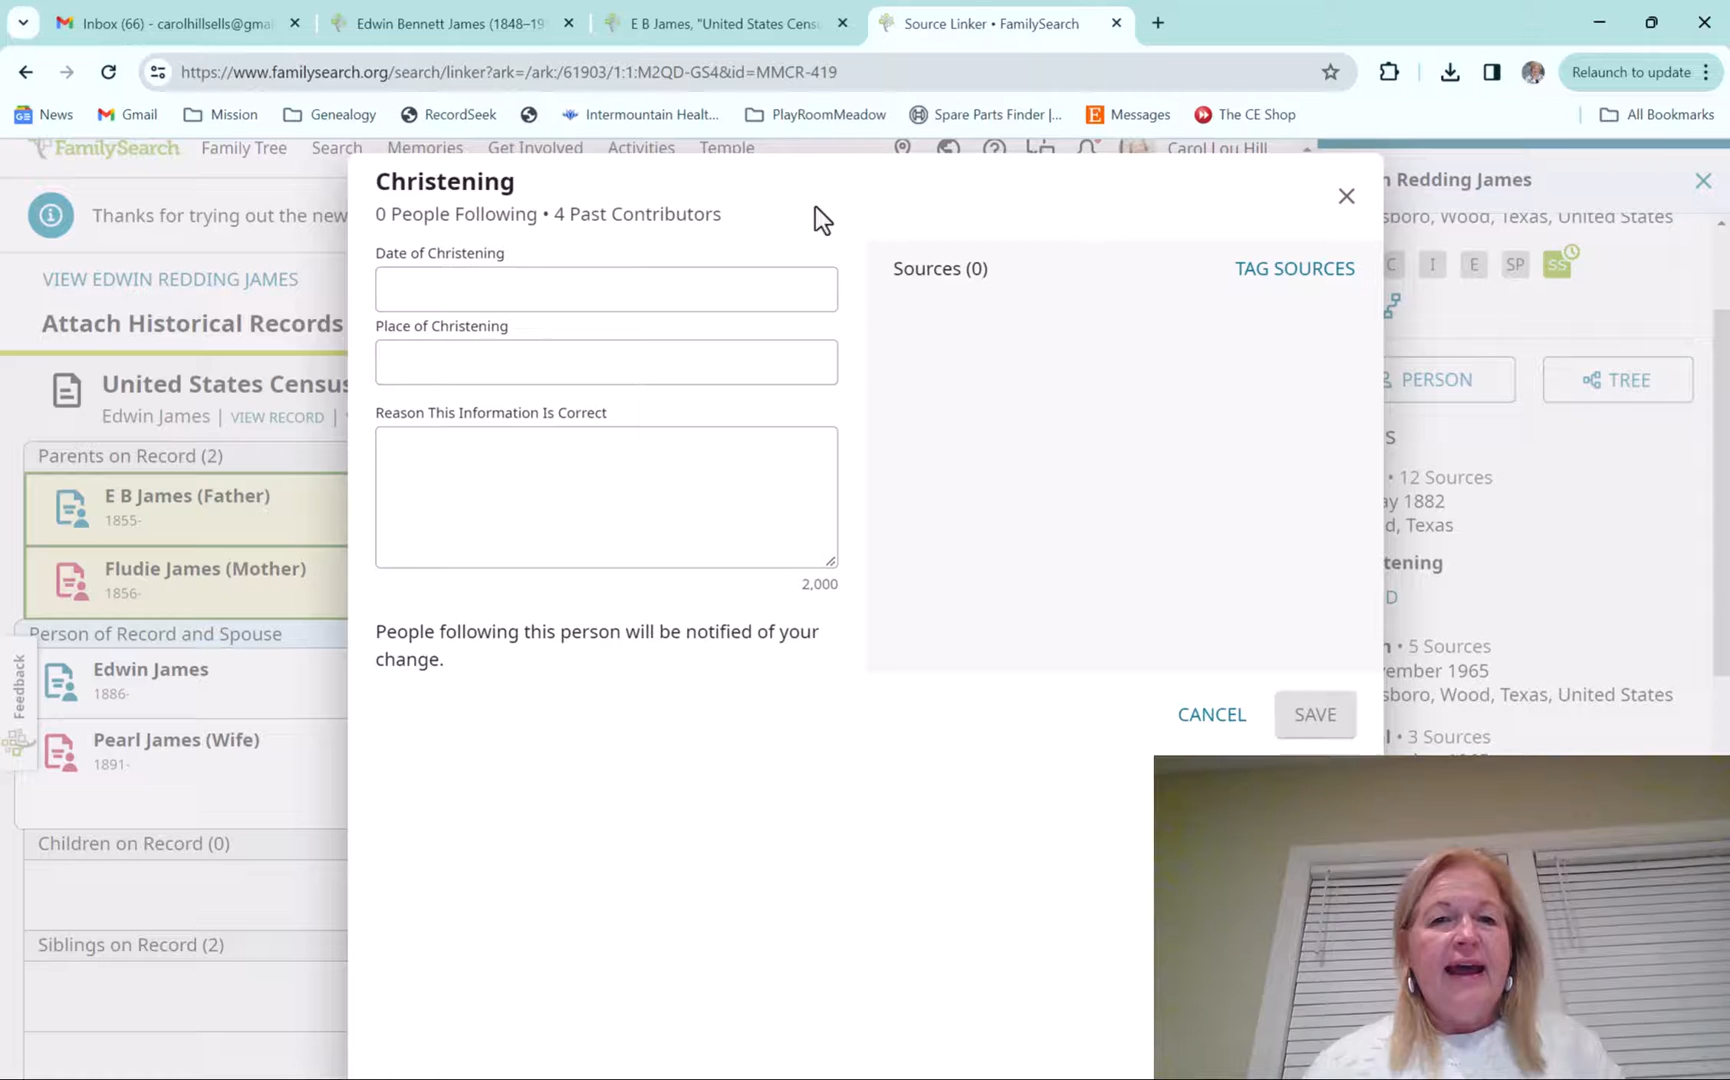 Inbox (66) - carolhillsells@gma
Edwin Bennett James (1848–19
E B James, "United States Censu
Source Linker • FamilySearch
https://www.familysearch.org/search/linker?ark=/ark:/61903/1:1:M2QD-GS4&id=MMCR-419
Relaunch to update
News
Gmail
Mission
Genealogy
RecordSeek
Intermountain Healt...
PlayRoomMeadow
Spare Parts Finder |...
Messages
The CE Shop
All Bookmarks
FamilySearch
Family Tree
Search
Memories
Get Involved
Activities
Temple
Carol Lou Hill
Thanks for trying out the new
VIEW EDWIN REDDING JAMES
Attach Historical Records
United States Census
Edwin James | VIEW RECORD |
Parents on Record (2)
E B James (Father)
1855-
Fludie James (Mother)
1856-
Person of Record and Spouse
Edwin James
1886-
Pearl James (Wife)
1891-
Children on Record (0)
Siblings on Record (2)
Feedback
Christening
0 People Following • 4 Past Contributors
Date of Christening
Place of Christening
Reason This Information Is Correct
2,000
People following this person will be notified of your
change.
Sources (0)
TAG SOURCES
CANCEL
SAVE
n Redding James
sboro, Wood, Texas, United States
C
I
E
SP
SS
PERSON
TREE
s
• 12 Sources
ay 1882
d, Texas
tening
D
n • 5 Sources
vember 1965
sboro, Wood, Texas, United States
l • 3 Sources